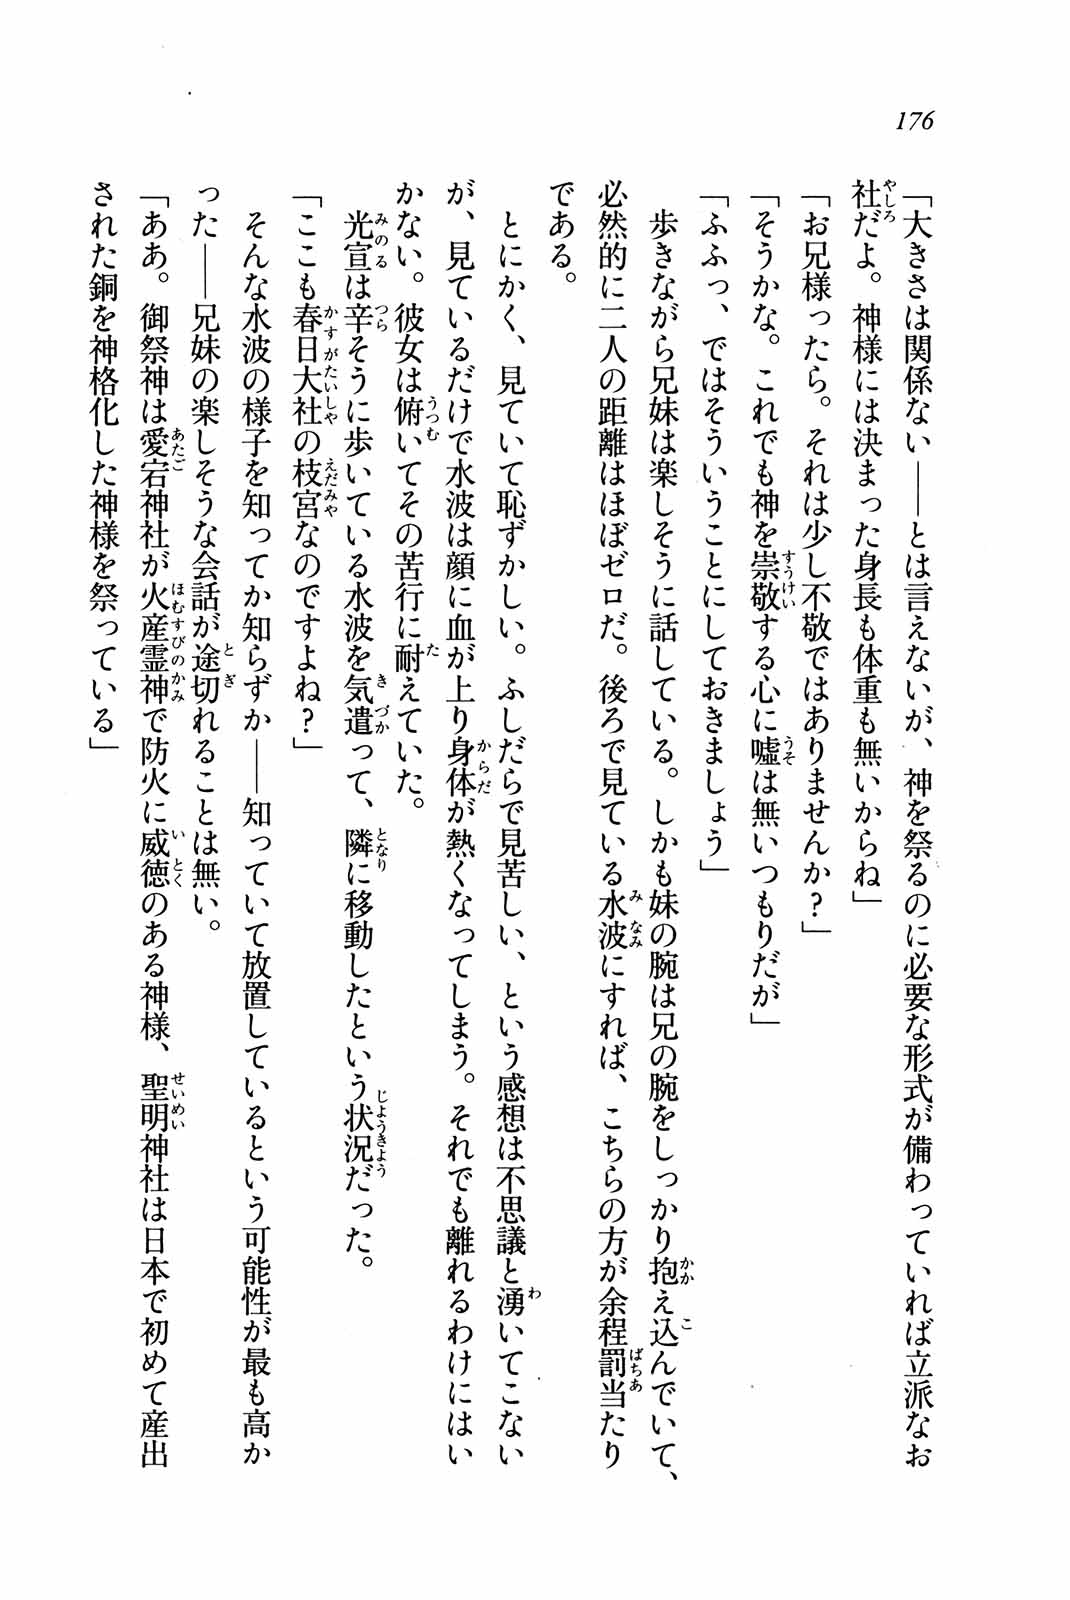 176
「大きさは関係ない――とは言えないが、神を祭るのに必要な形式が備わっていれば立派なお
社だよ。神様には決まった身長も体重も無いからね」
「お兄様ったら。それは少し不敬ではありませんか？」
「そうかな。これでも神を崇敬する心に嘘は無いつもりだが」
「ふふっ、ではそういうことにしておきましょう」
　歩きながら兄妹は楽しそうに話している。しかも妹の腕は兄の腕をしっかり抱え込んでいて、
必然的に二人の距離はほぼゼロだ。後ろで見ている水波にすれば、こちらの方が余程罰当たり
である。
　とにかく、見ていて恥ずかしい。ふしだらで見苦しい、という感想は不思議と湧いてこない
が、見ているだけで水波は顔に血が上り身体が熱くなってしまう。それでも離れるわけにはい
かない。彼女は俯いてその苦行に耐えていた。
　光宣は辛そうに歩いている水波を気遣って、隣に移動したという状況だった。
「ここも春日大社の枝宮なのですよね？」
　そんな水波の様子を知ってか知らずか――知っていて放置しているという可能性が最も高か
った――兄妹の楽しそうな会話が途切れることは無い。
「ああ。御祭神は愛宕神社が火産霊神で防火に威徳のある神様、聖明神社は日本で初めて産出
された銅を神格化した神様を祭っている」